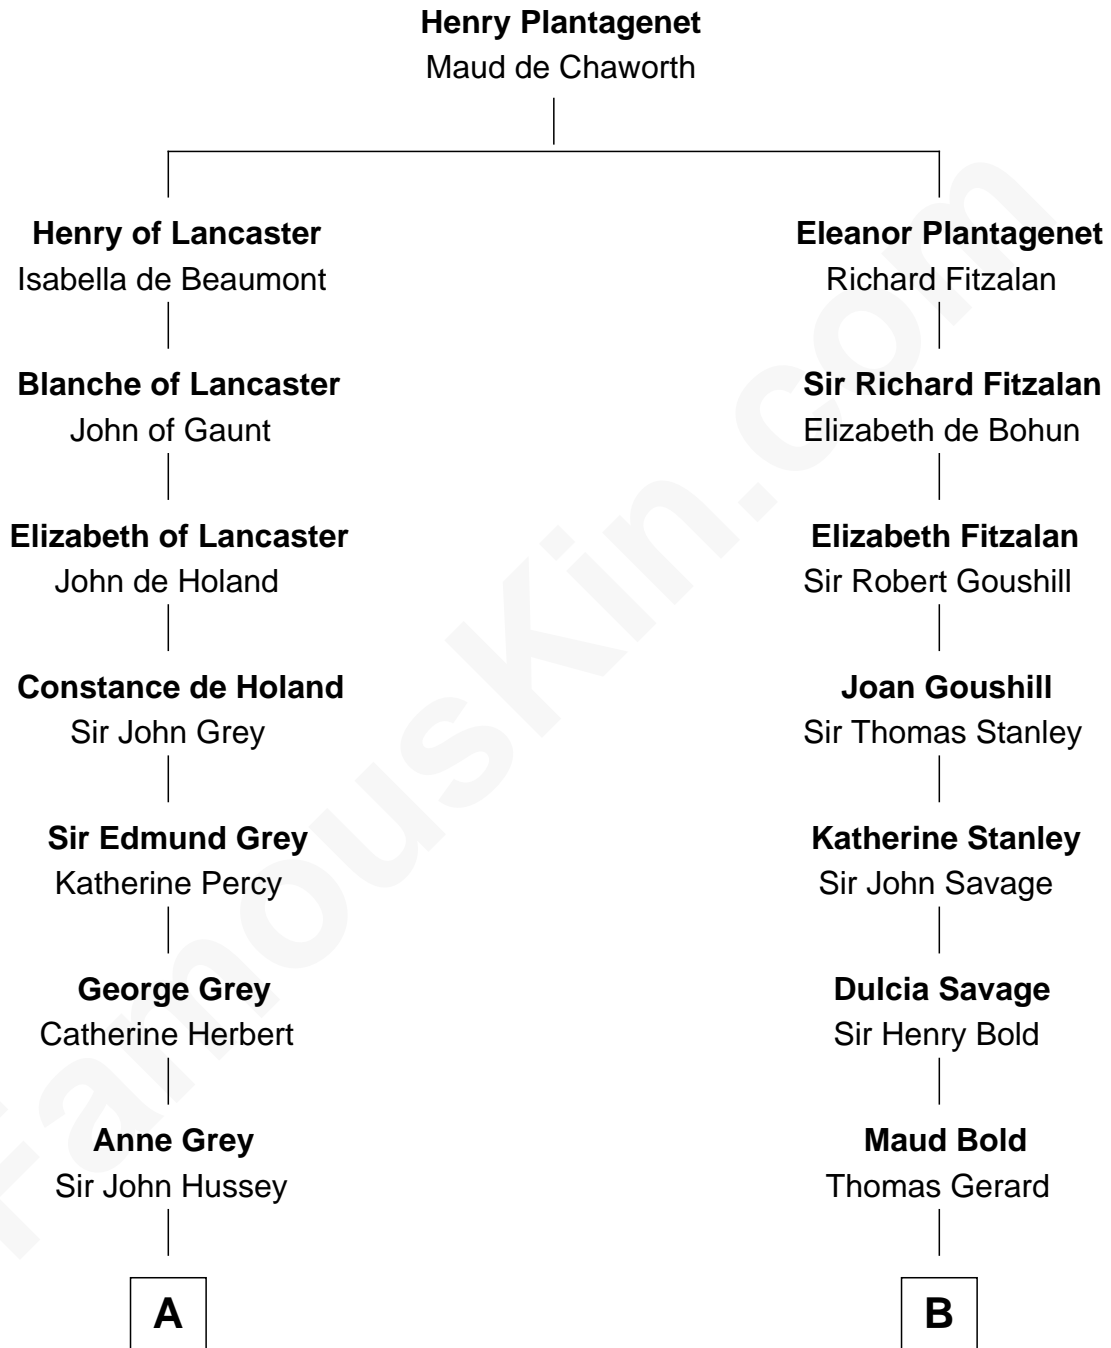 Henry Plantagenet
Maud de Chaworth
Henry of Lancaster
Isabella de Beaumont
Blanche of Lancaster
John of Gaunt
Elizabeth of Lancaster
John de Holand
Constance de Holand
Sir John Grey
Sir Edmund Grey
Katherine Percy
George Grey
Catherine Herbert
Anne Grey
Sir John Hussey
A
Eleanor Plantagenet
Richard Fitzalan
Sir Richard Fitzalan
Elizabeth de Bohun
Elizabeth Fitzalan
Sir Robert Goushill
Joan Goushill
Sir Thomas Stanley
Katherine Stanley
Sir John Savage
Dulcia Savage
Sir Henry Bold
Maud Bold
Thomas Gerard
B
FamousKin.com